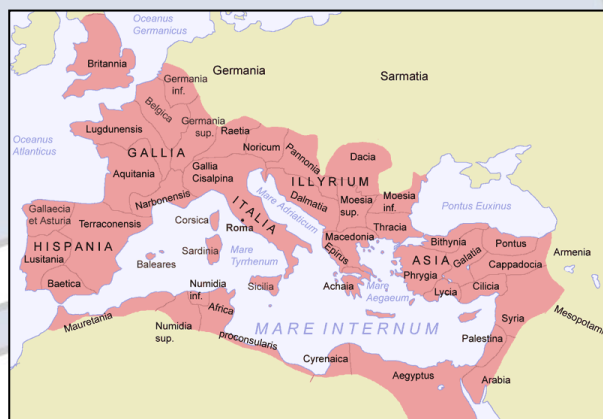 Oceanus
Germanicus
Britannia
Germania
inf.
Germania
Sarmatia
Belgica
Oceanus
Atlanticus
Lugdunensis
Germania
sup.
Raetia
Noricum
Pannonia
Dacia
GALLIA
Aquitania
Gallia
Cisalpina
ILLYRIUM
Dalmatia
Moesia
sup.
Moesia
inf.
Narbonensis
ITALIA
Mare Adriaticum
Pontus Euxinus
Gallaecia
et Asturia
Terraconensis
Corsica
Roma
Thracia
Macedonia
Bithynia
Pontus
HISPANIA
Lusitania
Baetica
Baleares
Sardinia
Mare
Tyrrhenum
Epirus
ASIA
Galatia
Phrygia
Cappadocia
Armenia
Numidia
inf.
Sicilia
Achaia
Mare
Aegaeum
Lycia
Cilicia
Mauretania
Africa
proconsularis
Numidia
sup.
MARE INTERNUM
Syria
Mesopotam
Palestina
Cyrenaica
Aegyptus
Arabia